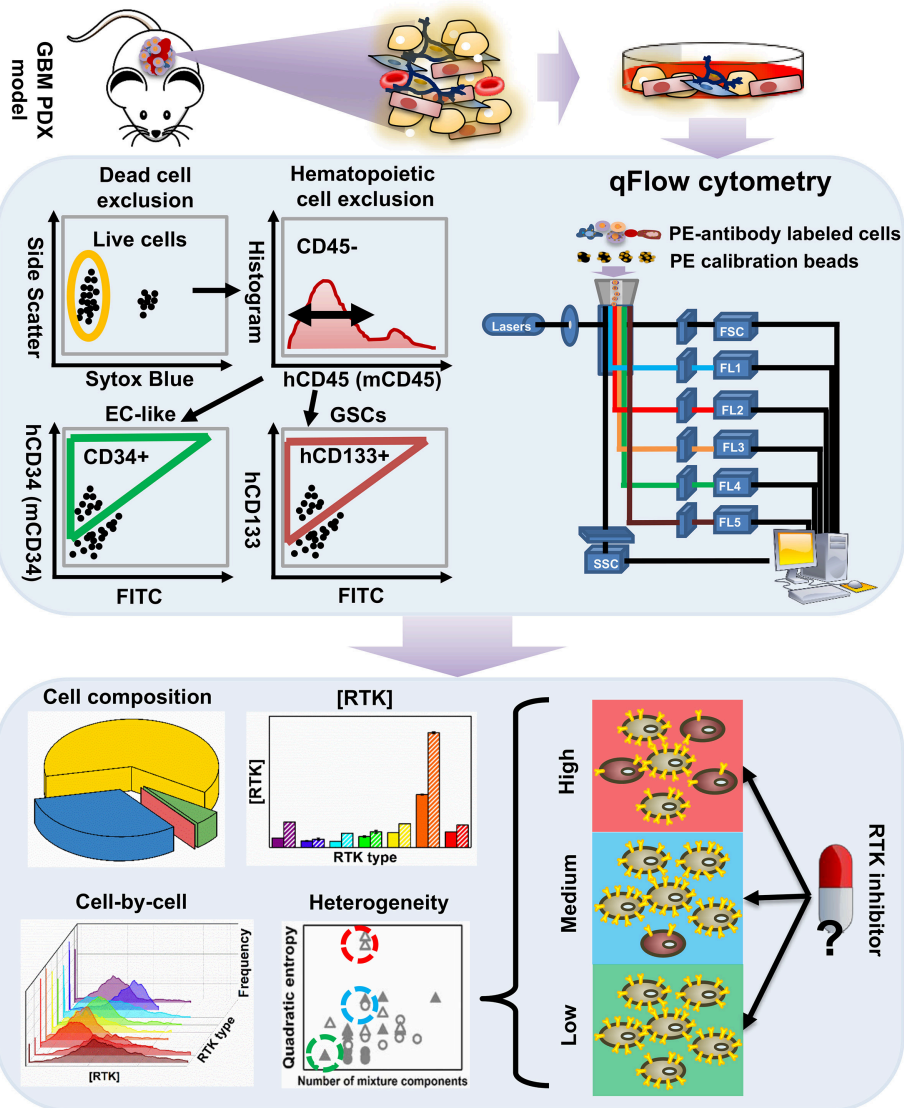 GBM PDX
model
Dead cell
exclusion
Live cells
Side Scatter
Sytox Blue
Hematopoietic
cell exclusion
CD45-
Histogram
hCD45 (mCD45)
EC-like
CD34+
hCD34 (mCD34)
FITC
GSCs
hCD133+
hCD133
FITC
qFlow cytometry
PE-antibody labeled cells
PE calibration beads
Lasers
FSC
FL1
FL2
FL3
FL4
FL5
SSC
Cell composition
[RTK]
[RTK]
RTK type
Cell-by-cell
Frequency
RTK type
[RTK]
Heterogeneity
Quadratic entropy
Number of mixture components
High
Medium
Low
RTK inhibitor
?